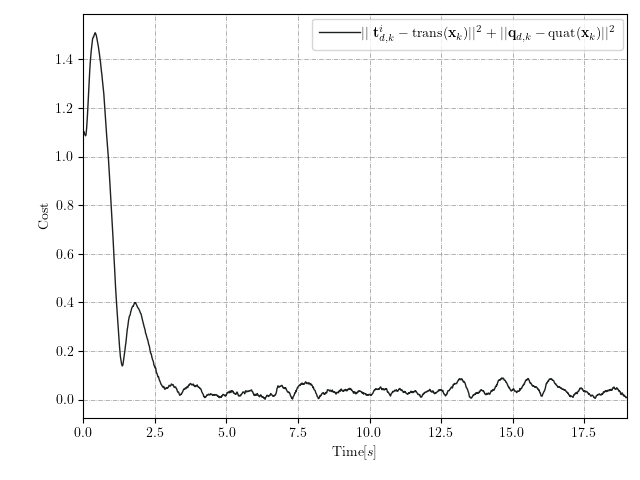 || t^i_{d,k} − trans(x_k)||^2 + ||q_{d,k} − quat(x_k)||^2
1.4
1.2
1.0
0.8
0.6
0.4
0.2
0.0
Cost
0.0 2.5 5.0 7.5 10.0 12.5 15.0 17.5
Time[s]